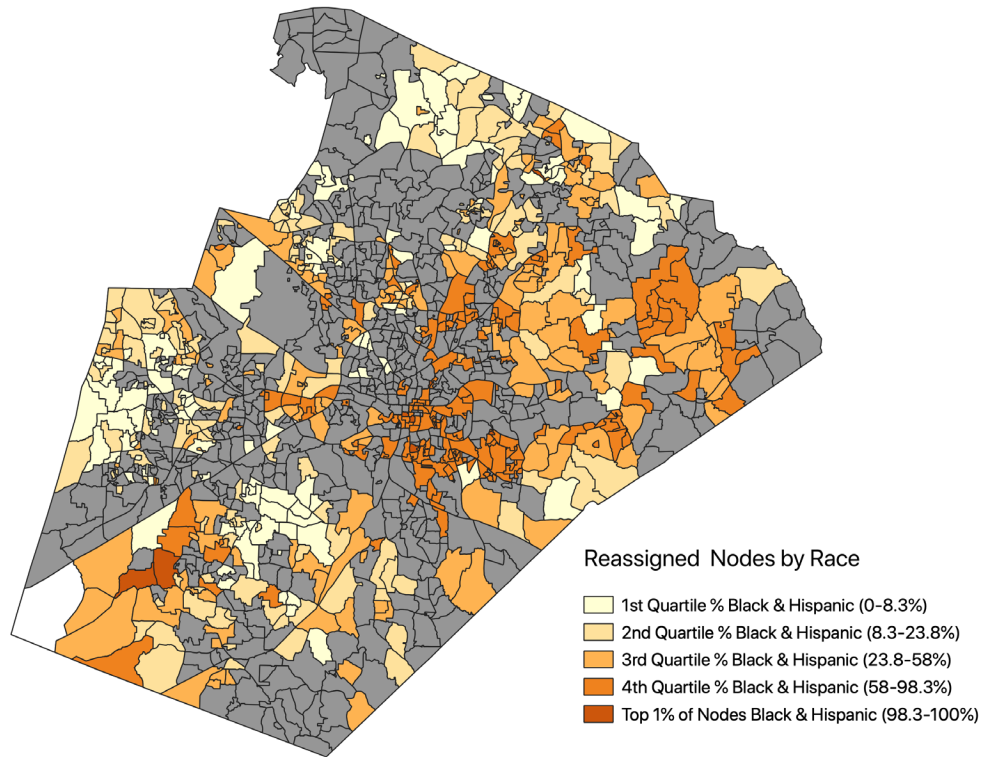 Reassigned Nodes by Race
1st Quartile % Black & Hispanic (0-8.3%)
2nd Quartile % Black & Hispanic (8.3-23.8%)
3rd Quartile % Black & Hispanic (23.8-58%)
4th Quartile % Black & Hispanic (58-98.3%)
Top 1% of Nodes Black & Hispanic (98.3-100%)